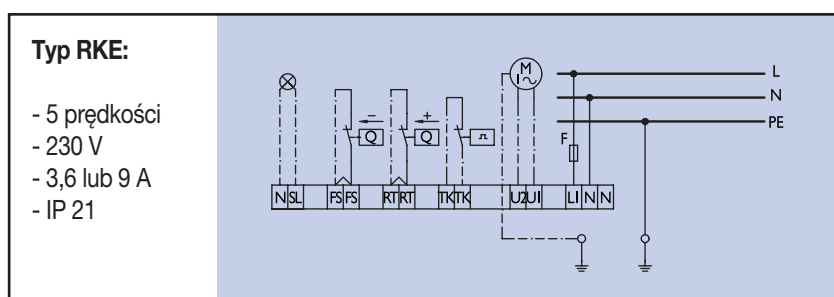 Typ RKE:
- 5 prędkości
- 230 V
- 3,6 lub 9 A
- IP 21
M
1
L
N
PE
F
− +
Q Q
N SL FS FS RT RT TK TK U2 U1 L1 N N